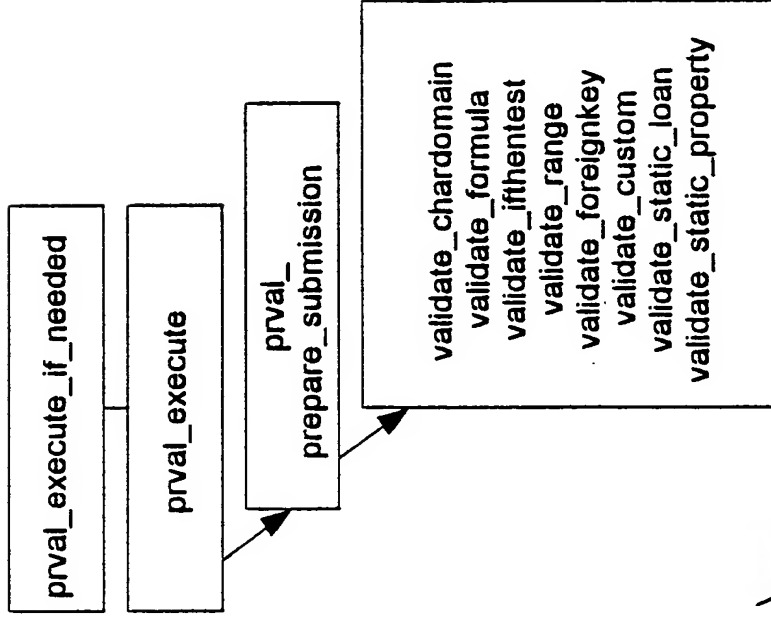 prval_execute_if_needed
prval_execute
prval_
prepare_submission
validate_chardomain
validate_formula
validate_ifthentest
validate_range
validate_foreignkey
validate_custom
validate_static_loan
validate_static_property